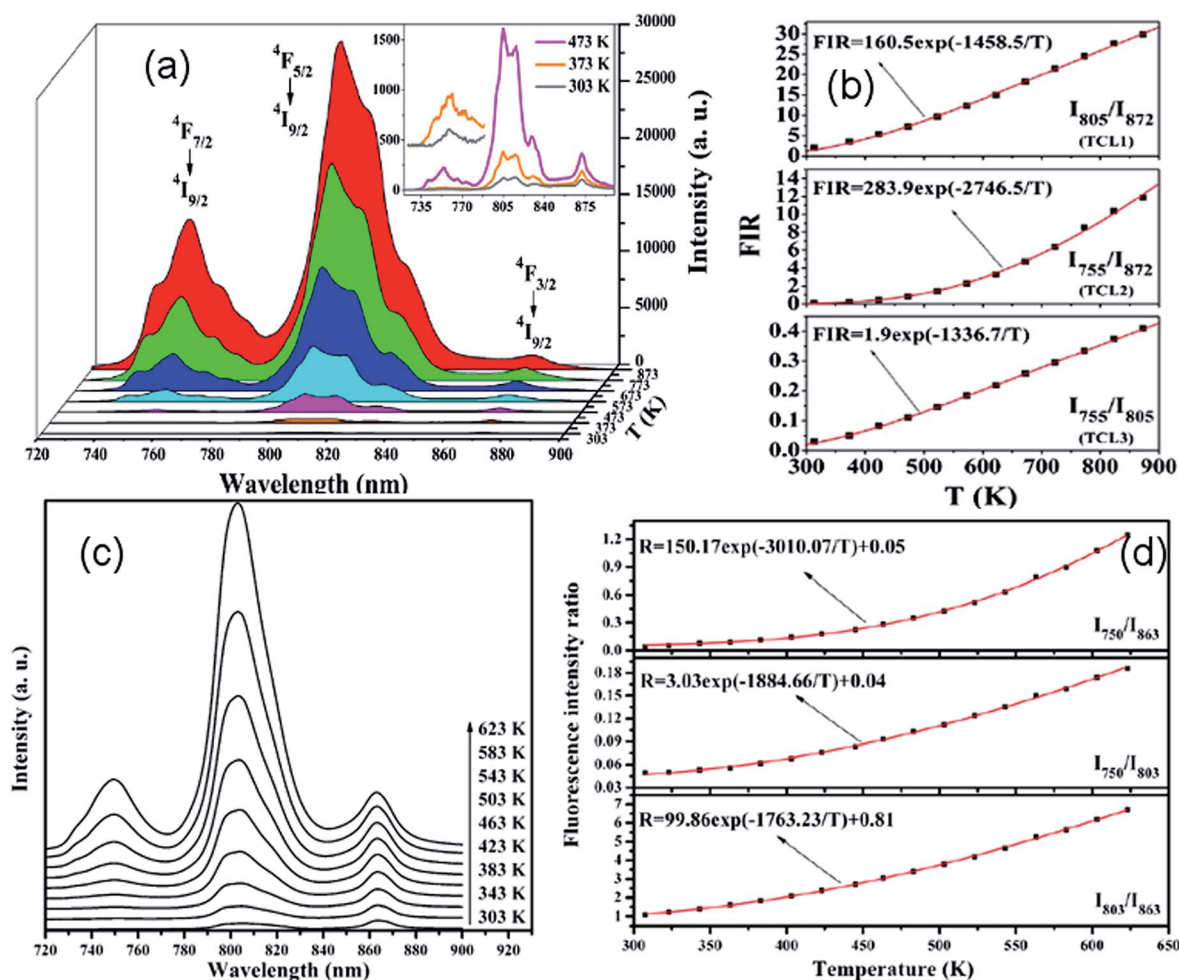 (a)
⁴F₇/₂
⁴I₉/₂
⁴F₅/₂
⁴I₉/₂
⁴F₃/₂
⁴I₉/₂
1500
1000
500
0
735 770 805 840 875
473 K
373 K
303 K
30000
25000
20000
15000
10000
5000
0
Intensity (a. u.)
873
773
673
573
473
373
303
T (K)
720 740 760 780 800 820 840 860 880 900
Wavelength (nm)
(b)
FIR=160.5exp(-1458.5/T)
I₈₀₅/I₈₇₂
(TCL1)
30
25
20
15
10
5
0
FIR=283.9exp(-2746.5/T)
I₇₅₅/I₈₇₂
(TCL2)
14
12
10
8
6
4
2
0
FIR=1.9exp(-1336.7/T)
I₇₅₅/I₈₀₅
(TCL3)
0.4
0.3
0.2
0.1
0.0
FIR
300 400 500 600 700 800 900
T (K)
(c)
Intensity (a. u.)
623 K
583 K
543 K
503 K
463 K
423 K
383 K
343 K
303 K
720 740 760 780 800 820 840 860 880 900 920
Wavelength (nm)
(d)
R=150.17exp(-3010.07/T)+0.05
I₇₅₀/I₈₆₃
1.2
0.9
0.6
0.3
0.0
R=3.03exp(-1884.66/T)+0.04
I₇₅₀/I₈₀₃
0.18
0.15
0.12
0.09
0.06
0.03
R=99.86exp(-1763.23/T)+0.81
I₈₀₃/I₈₆₃
7
6
5
4
3
2
1
Fluorescence intensity ratio
300 350 400 450 500 550 600 650
Temperature (K)